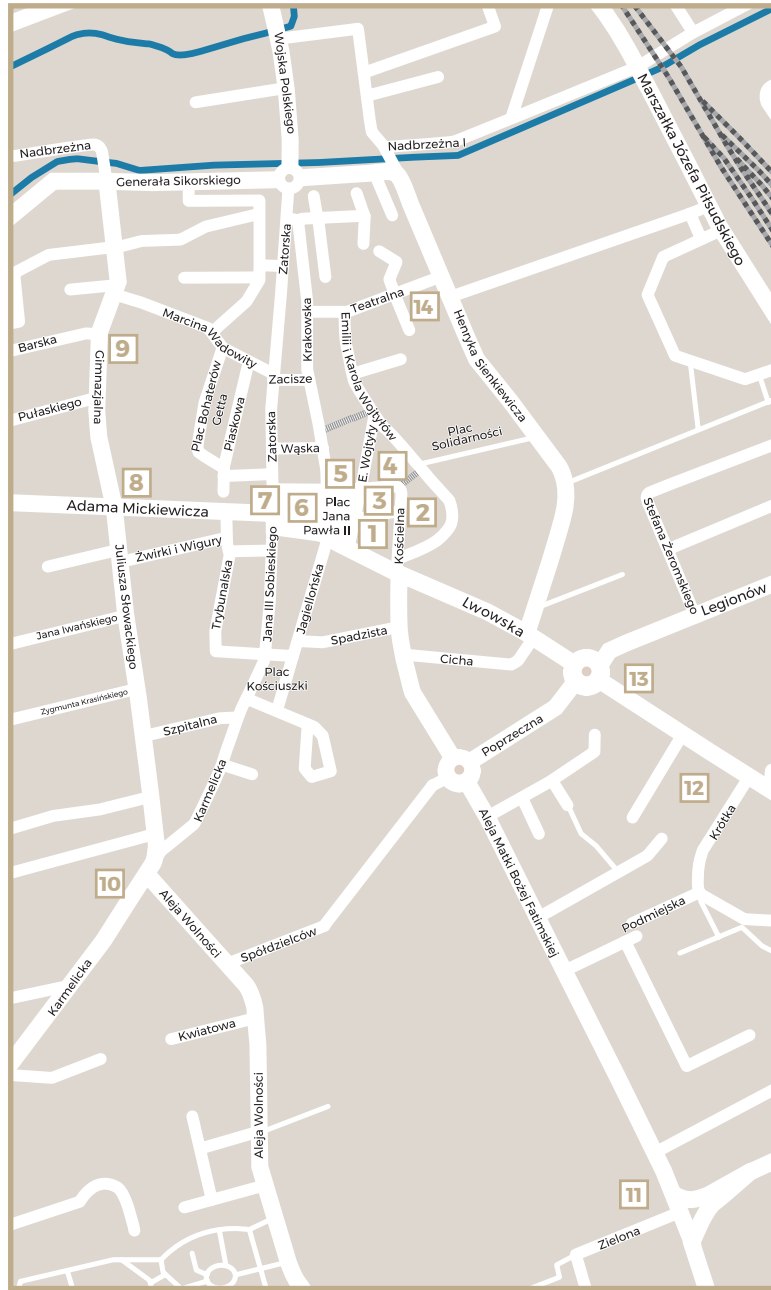 Wojska Polskiego
Marszałka Józefa Piłsudskiego
Nadbrzeżna
Nadbrzeżna I
Generała Sikorskiego
Zatorska
Krakowska
Teatralna
14
Emilii i Karola Wojtyłów
Henryka Sienkiewicza
Marcina Wadowity
Barska
9
Gimnazjalna
Pułaskiego
Zacisze
Plac Bohaterów
Getta
Piaskowa
Zatorska
Wąska
E. Wojtyły
Plac
Solidarności
5
4
8
Adama Mickiewicza
7
6
Plac
Jana
Pawła II
3
1
2
Kościelna
Stefana Żeromskiego
Legionów
Żwirki i Wigury
Juliusza Słowackiego
Trybunalska
Jana III Sobieskiego
Jagiellońska
Lwowska
Jana Iwańskiego
Spadzista
Cicha
Plac
Kościuszki
13
Zygmunta Krasińskiego
Szpitalna
Poprzeczna
Karmelicka
12
Krótka
Aleja Matki Bożej Fatimskiej
10
Aleja Wolności
Podmiejska
Spółdzielców
Karmelicka
Kwiatowa
Aleja Wolności
11
Zielona